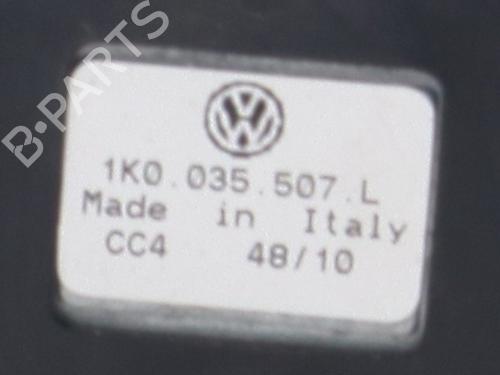 B-PARTS
1K0.035.507.L
Made in Italy
CC4 48/10